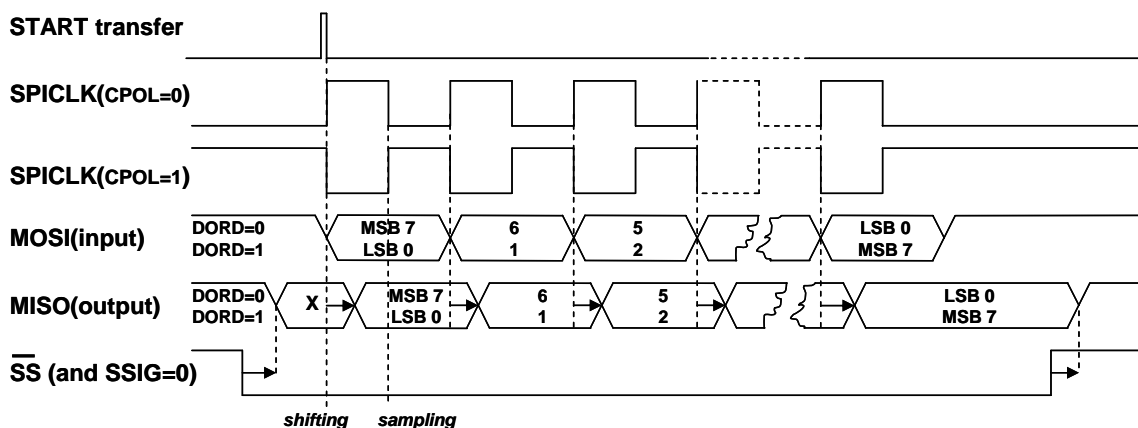 START transfer
SPICLK(CPOL=0)
SPICLK(CPOL=1)
MOSI(input)
DORD=0 MSB 7 6 5 LSB 0
DORD=1 LSB 0 1 2 MSB 7
MISO(output)
DORD=0 X MSB 7 6 5 LSB 0
DORD=1 LSB 0 1 2 MSB 7
SS (and SSIG=0)
shifting sampling